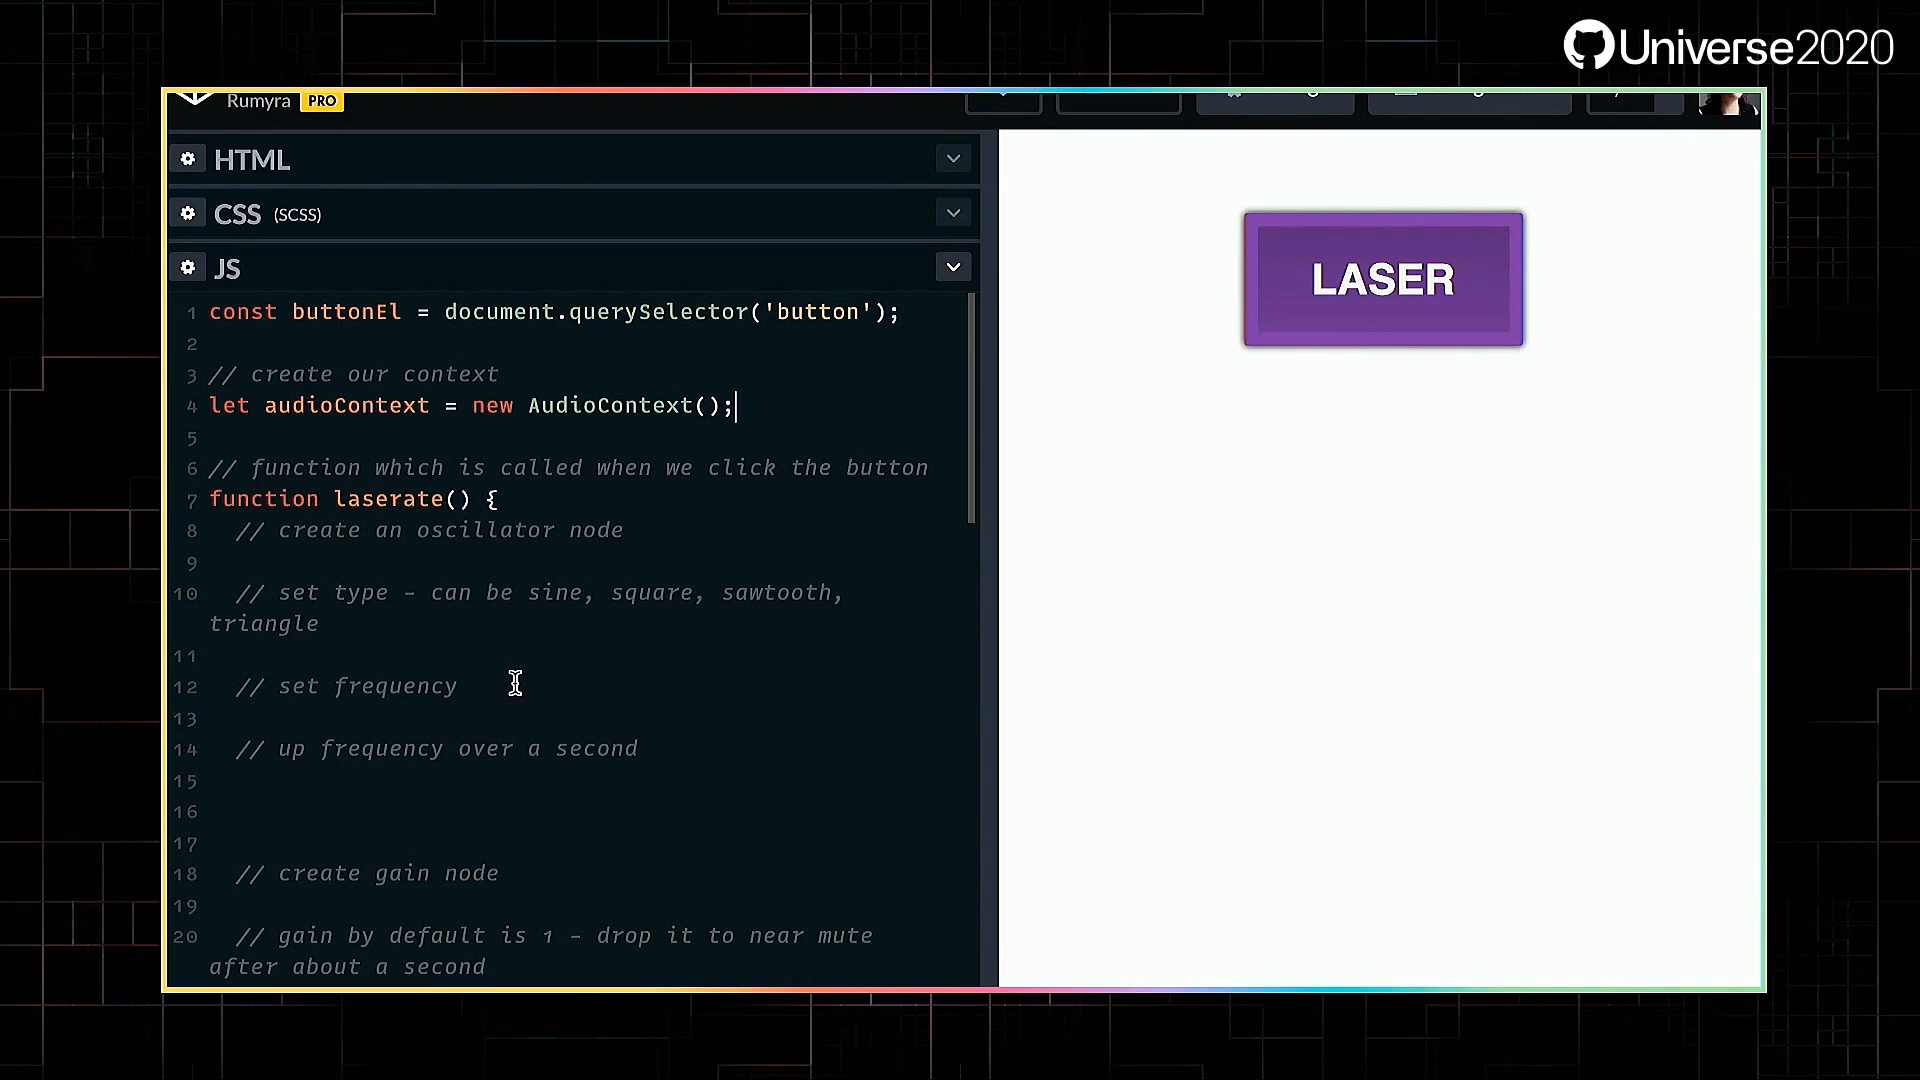 Universe2020
Rumyra PRO
HTML
CSS (SCSS)
JS
1 const buttonEl = document.querySelector('button');
2
3 // create our context
4 let audioContext = new AudioContext();
5
6 // function which is called when we click the button
7 function laserate() {
8 // create an oscillator node
9
10 // set type - can be sine, square, sawtooth,
triangle
11
12 // set frequency
13
14 // up frequency over a second
15
16
17
18 // create gain node
19
20 // gain by default is 1 - drop it to near mute
after about a second
LASER